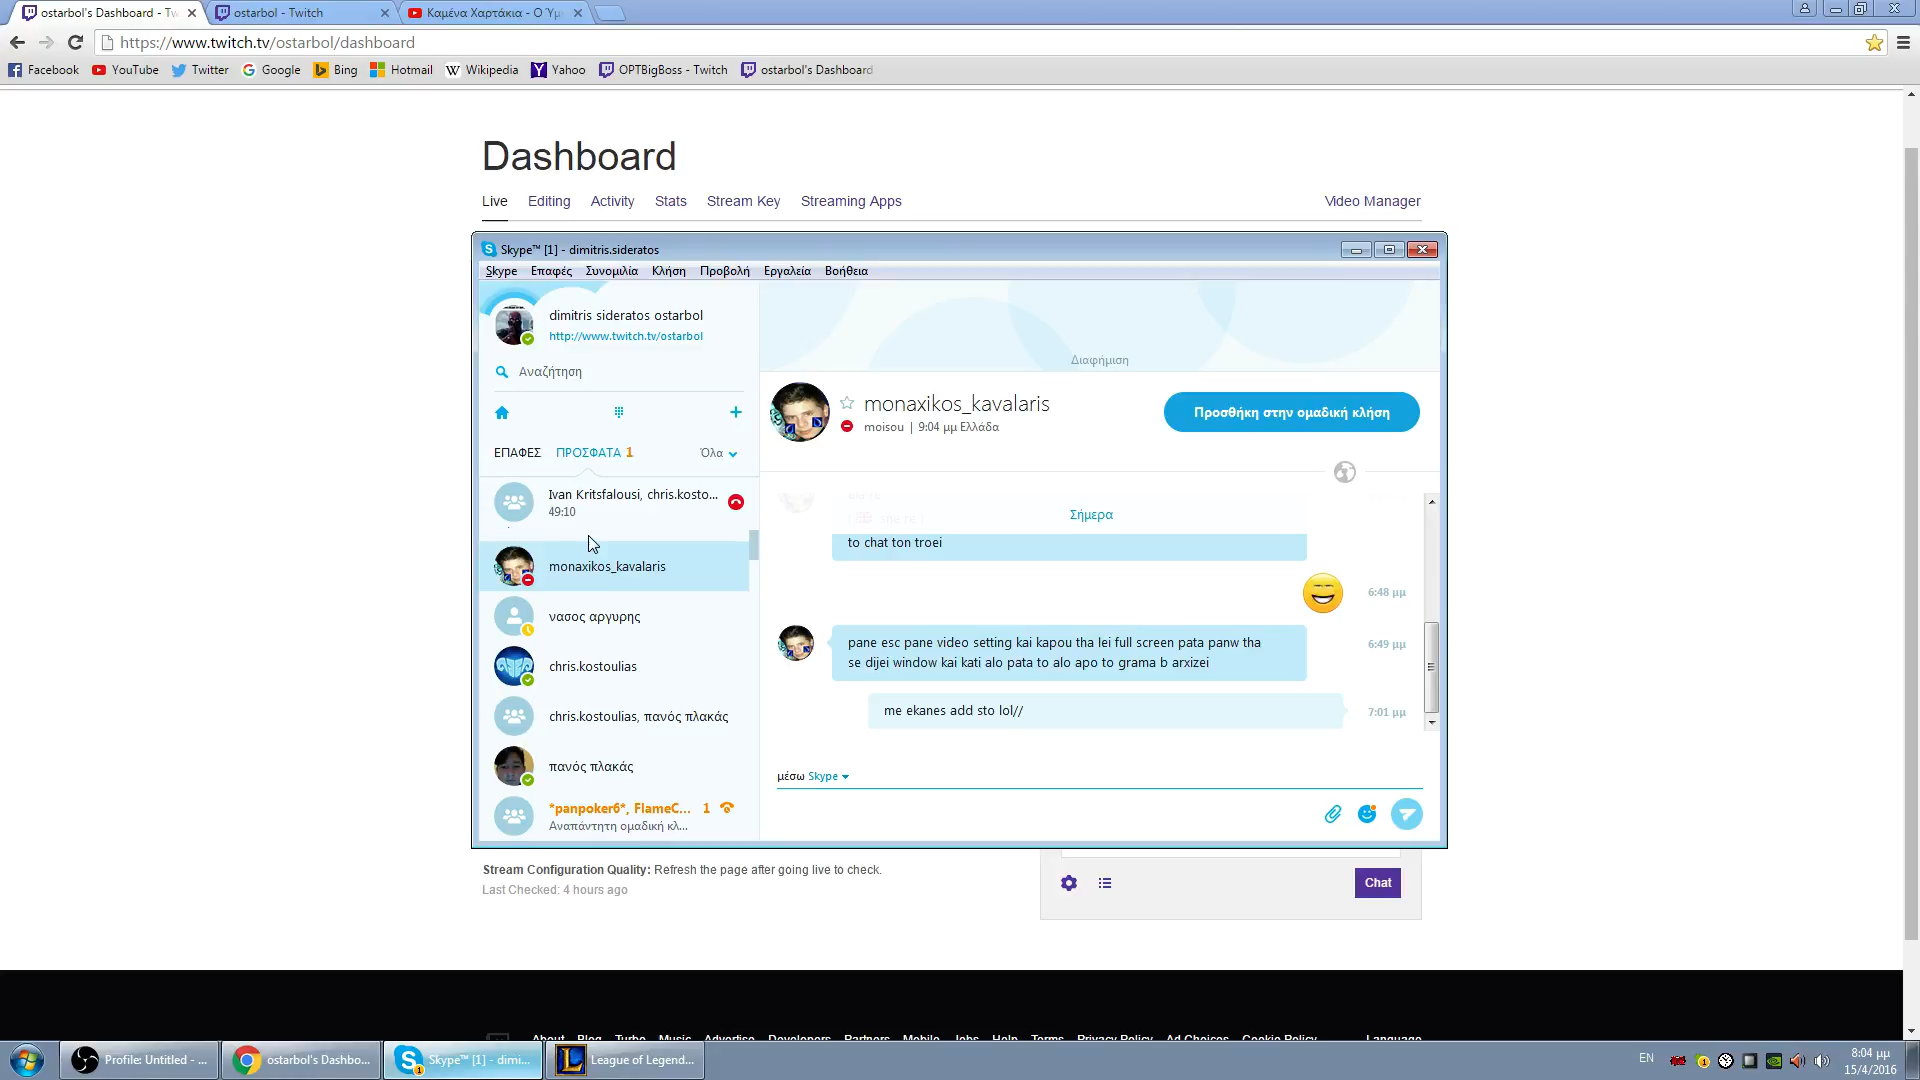 ostarbol's Dashboard - Tw
ostarbol - Twitch
Καμένα Χαρτάκια - Ο Ύμ
https://www.twitch.tv/ostarbol/dashboard
Facebook YouTube Twitter Google Bing Hotmail Wikipedia Yahoo OPTBigBoss - Twitch ostarbol's Dashboard
Dashboard
Live Editing Activity Stats Stream Key Streaming Apps Video Manager
Skype™ [1] - dimitris.sideratos
Skype Επαφές Συνομιλία Κλήση Προβολή Εργαλεία Βοήθεια
dimitris sideratos ostarbol
http://www.twitch.tv/ostarbol
Αναζήτηση
ΕΠΑΦΕΣ ΠΡΟΣΦΑΤΑ 1 Όλα
Ivan Kritsfalousi, chris.kosto...
49:10
monaxikos_kavalaris
νασος αργυρης
chris.kostoulias
chris.kostoulias, πανός πλακάς
πανός πλακάς
*panpoker6*, FlameC... 1
Αναπάντητη ομαδική κλ...
Διαφήμιση
monaxikos_kavalaris
moisou | 9:04 μμ Ελλάδα
Προσθήκη στην ομαδική κλήση
Σήμερα
to chat ton troei
6:48 μμ
pane esc pane video setting kai kapou tha lei full screen pata panw tha
se dijei window kai kati alo pata to alo apo to grama b arxizei
6:49 μμ
me ekanes add sto lol//
7:01 μμ
μέσω Skype
Stream Configuration Quality: Refresh the page after going live to check.
Last Checked: 4 hours ago
Chat
About Blog Turbo Music Advertise Developers Partners Mobile Jobs Help Terms Privacy Policy Ad Choices Cookie Policy Language
Profile: Untitled - ...
ostarbol's Dashbo...
Skype™ [1] - dimi...
League of Legend...
EN
8:04 μμ
15/4/2016